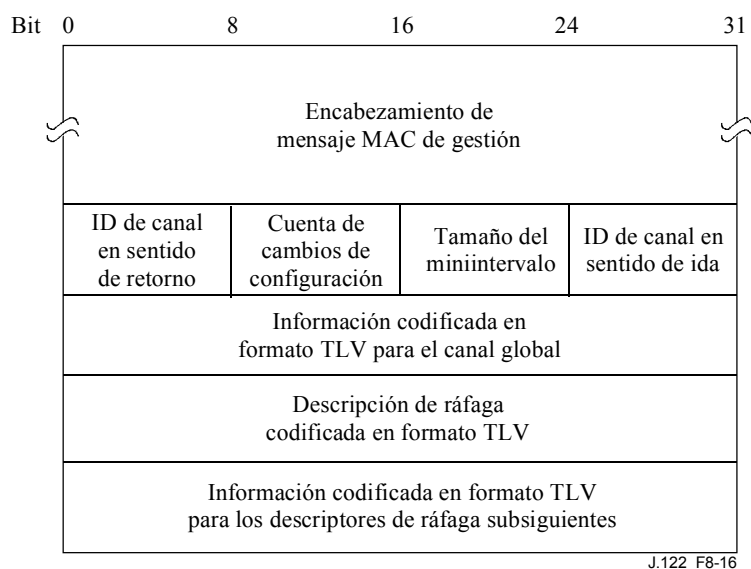 Bit 0 8 16 24 31
Encabezamiento de
mensaje MAC de gestión
ID de canal
en sentido
de retorno
Cuenta de
cambios de
configuración
Tamaño del
miniintervalo
ID de canal en
sentido de ida
Información codificada en
formato TLV para el canal global
Descripción de ráfaga
codificada en formato TLV
Información codificada en formato TLV
para los descriptores de ráfaga subsiguientes
J.122 F8-16